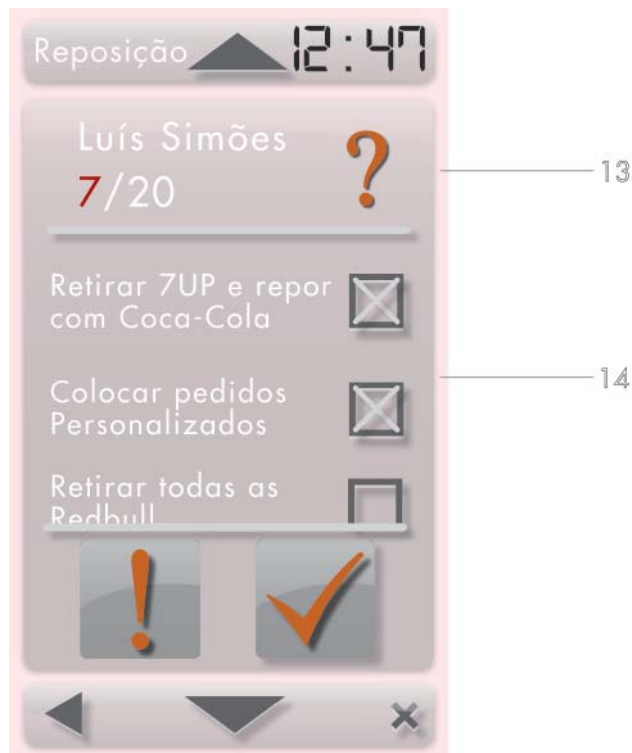 Reposição 12:47
Luís Simões ?
7/20
13
Retirar 7UP e repor
com Coca-Cola
14
Colocar pedidos
Personalizados
Retirar todas as
Redbull
!